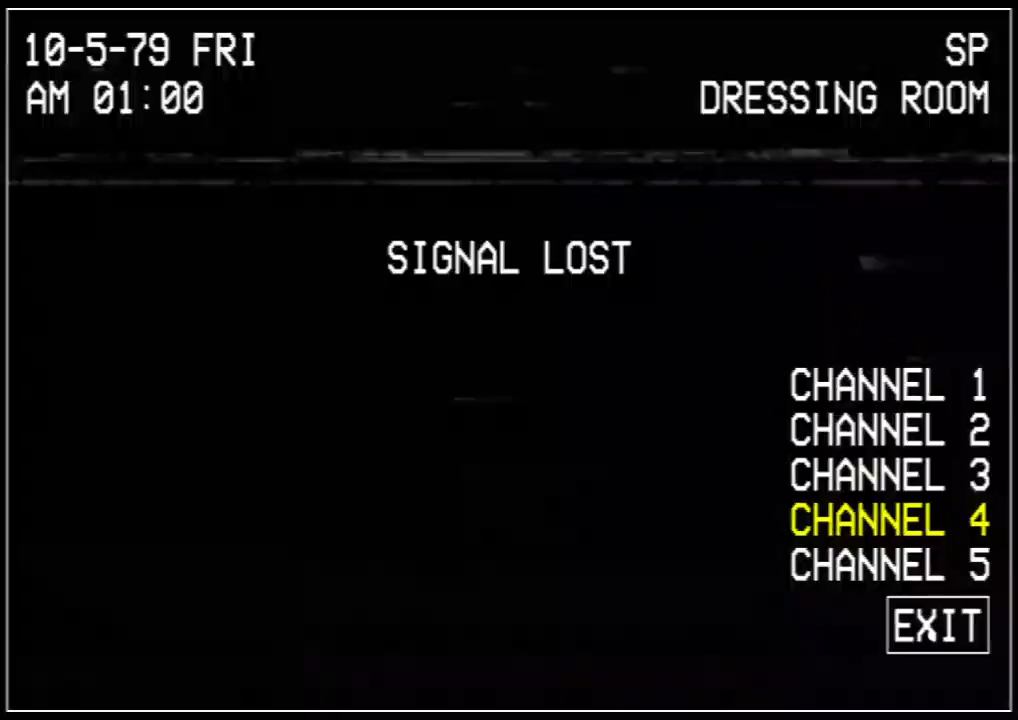 10-5-79 FRI
SP
AM 01:00
DRESSING ROOM
SIGNAL LOST
CHANNEL 1
CHANNEL 2
CHANNEL 3
CHANNEL 4
CHANNEL 5
EXIT